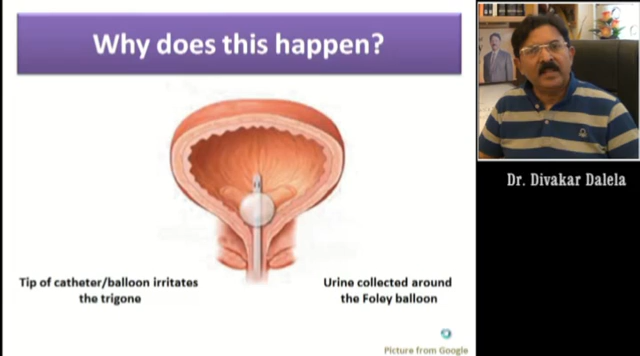 Why does this happen?
Tip of catheter/balloon irritates
the trigone
Urine collected around
the Foley balloon
Picture from Google
Dr. Divakar Dalela